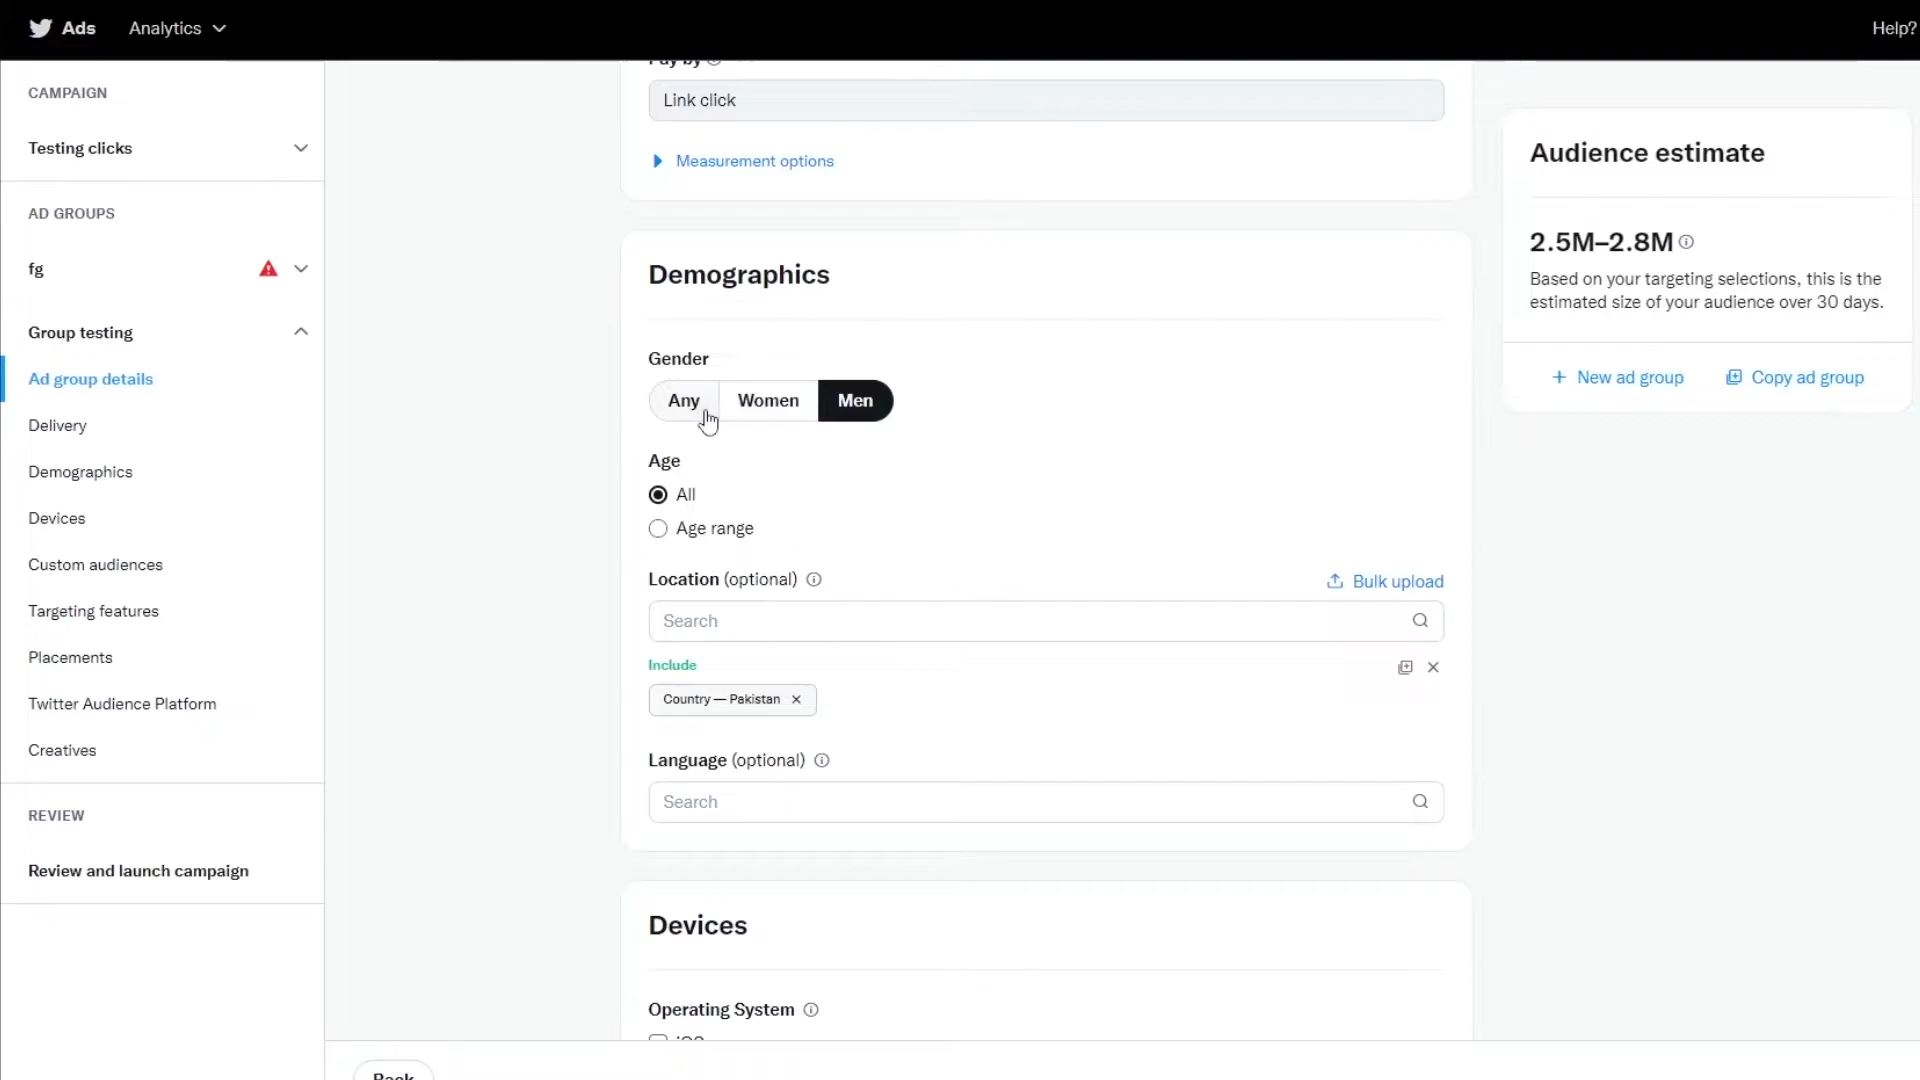 Ads
Analytics
Help?
CAMPAIGN
Testing clicks
AD GROUPS
fg
Group testing
Ad group details
Delivery
Demographics
Devices
Custom audiences
Targeting features
Placements
Twitter Audience Platform
Creatives
REVIEW
Review and launch campaign
Pay by
Link click
Measurement options
Demographics
Gender
Any Women Men
Age
All
Age range
Location (optional)
Bulk upload
Search
Include
Country — Pakistan
Language (optional)
Search
Devices
Operating System
iOS
Back
Audience estimate
2.5M–2.8M
Based on your targeting selections, this is the
estimated size of your audience over 30 days.
New ad group
Copy ad group